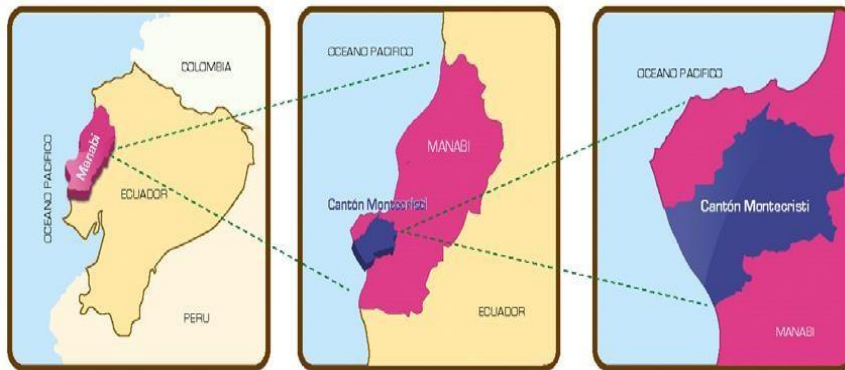 COLOMBIA
OCEANO PACIFICO
Manabi
ECUADOR
PERU
OCEANO PACIFICO
MANABI
Cantón Montecristi
ECUADOR
OCEANO PACIFICO
Cantón Montecristi
MANABI